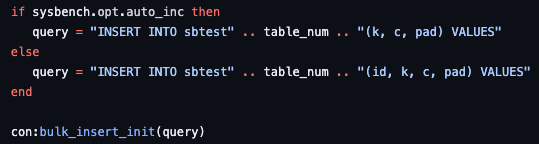 if sysbench.opt.auto_inc then
   query = "INSERT INTO sbtest" .. table_num .. "(k, c, pad) VALUES"
else
   query = "INSERT INTO sbtest" .. table_num .. "(id, k, c, pad) VALUES"
end

con:bulk_insert_init(query)